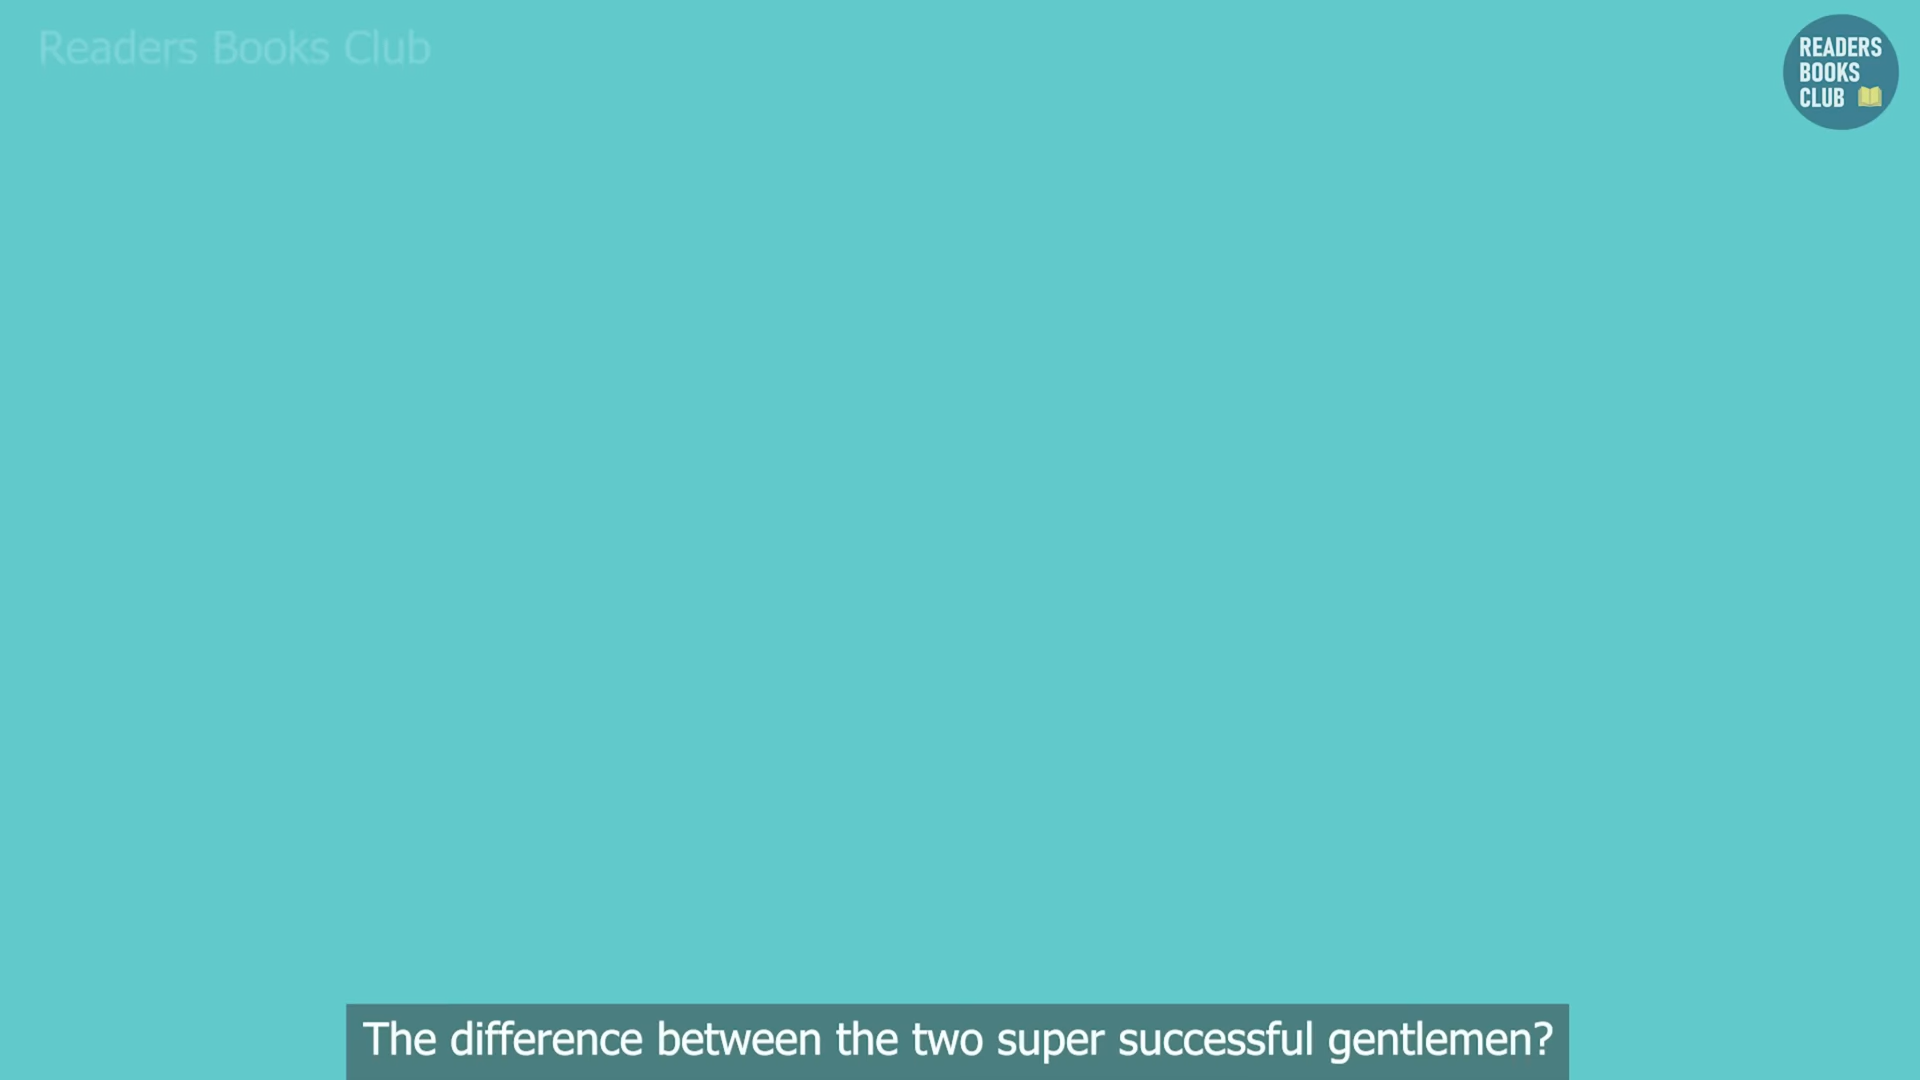 Readers Books Club
READERS
BOOKS
CLUB
The difference between the two super successful gentlemen?